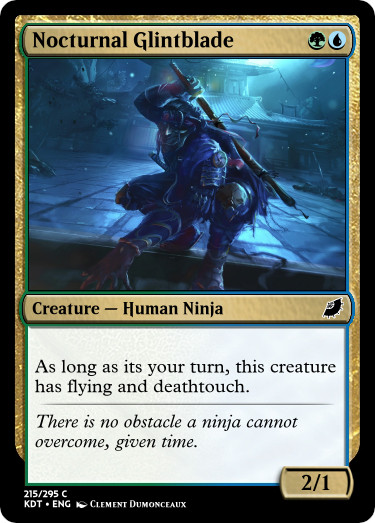 Nocturnal Glintblade
Creature — Human Ninja
As long as its your turn, this creature
has flying and deathtouch.
There is no obstacle a ninja cannot
overcome, given time.
2/1
215/295 C
KDT • ENG Clement Dumonceaux